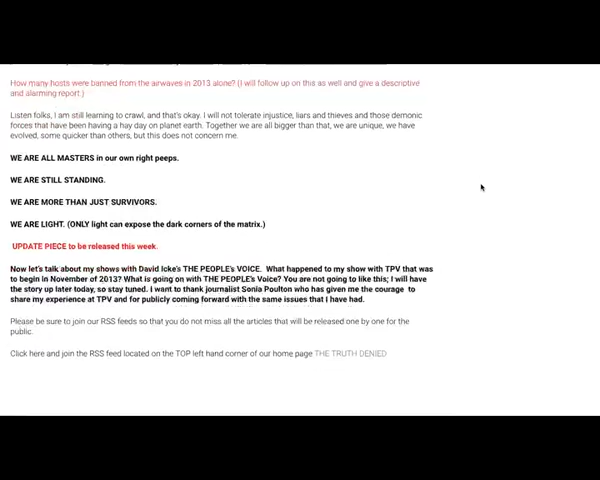 How many hosts were banned from the airwaves in 2013 alone? (I will follow up on this as well and give a descriptive
and alarming report.)
Listen folks, I am still learning to crawl, and that's okay. I will not tolerate injustice, liars and thieves and those demonic
forces that have been having a hay day on planet earth. Together we are all bigger than that, we are unique, we have
evolved, some quicker than others, but this does not concern me.
WE ARE ALL MASTERS in our own right peeps.
WE ARE STILL STANDING.
WE ARE MORE THAN JUST SURVIVORS.
WE ARE LIGHT. (ONLY light can expose the dark corners of the matrix.)
UPDATE PIECE to be released this week.
Now let's talk about my shows with David Icke's THE PEOPLE's VOICE. What happened to my show with TPV that was
to begin in November of 2013? What is going on with THE PEOPLE's Voice? You are not going to like this; I will have
the story up later today, so stay tuned. I want to thank journalist Sonia Poulton who has given me the courage to
share my experience at TPV and for publicly coming forward with the same issues that I have had.
Please be sure to join our RSS feeds so that you do not miss all the articles that will be released one by one for the
public.
Click here and join the RSS feed located on the TOP left hand corner of our home page THE TRUTH DENIED